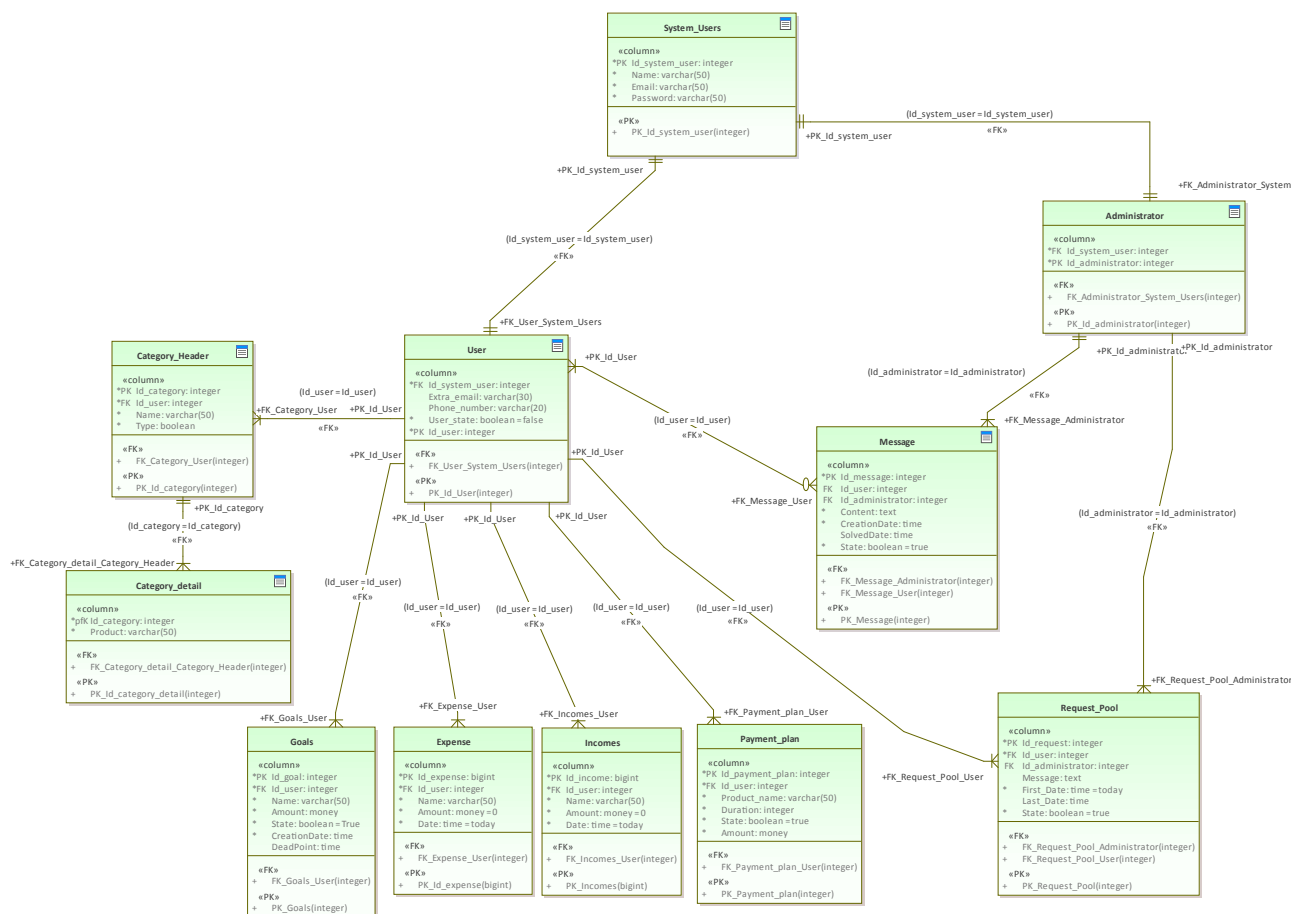 System_Users
«column»
*PK Id_system_user: integer
* Name: varchar(50)
* Email: varchar(50)
* Password: varchar(50)
«PK»
+ PK_Id_system_user(integer)
(Id_system_user = Id_system_user)
«FK»
+PK_Id_system_user
+PK_Id_system_user
+FK_Administrator_System
Administrator
«column»
*FK Id_system_user: integer
*PK Id_administrator: integer
«FK»
+ FK_Administrator_System_Users(integer)
«PK»
+ PK_Id_administrator(integer)
(Id_system_user = Id_system_user)
«FK»
+FK_User_System_Users
User
«column»
*FK Id_system_user: integer
Extra_email: varchar(30)
Phone_number: varchar(20)
* User_state: boolean = false
*PK Id_user: integer
«FK»
+ FK_User_System_Users(integer)
«PK»
+ PK_Id_User(integer)
Category_Header
«column»
*PK Id_category: integer
*FK Id_user: integer
* Name: varchar(50)
* Type: boolean
«FK»
+ FK_Category_User(integer)
«PK»
+ PK_Id_category(integer)
(Id_user = Id_user)
+FK_Category_User
+PK_Id_User
«FK»
+PK_Id_User
(Id_user = Id_user)
«FK»
+FK_Message_User
+PK_Id_administrator
+PK_Id_administrator
(Id_administrator = Id_administrator)
«FK»
+FK_Message_Administrator
Message
«column»
*PK Id_message: integer
FK Id_user: integer
FK Id_administrator: integer
* Content: text
* CreationDate: time
SolvedDate: time
* State: boolean = true
«FK»
+ FK_Message_Administrator(integer)
+ FK_Message_User(integer)
«PK»
+ PK_Message(integer)
+PK_Id_category
(Id_category = Id_category)
«FK»
+FK_Category_detail_Category_Header
Category_detail
«column»
*pfK Id_category: integer
* Product: varchar(50)
«FK»
+ FK_Category_detail_Category_Header(integer)
«PK»
+ PK_Id_category_detail(integer)
+PK_Id_User
+PK_Id_User
+PK_Id_User
+PK_Id_User
+PK_Id_User
(Id_user = Id_user)
«FK»
(Id_user = Id_user)
«FK»
(Id_user = Id_user)
«FK»
(Id_user = Id_user)
«FK»
(Id_user = Id_user)
«FK»
(Id_administrator = Id_administrator)
«FK»
+FK_Goals_User
+FK_Expense_User
+FK_Incomes_User
+FK_Payment_plan_User
+FK_Request_Pool_User
+FK_Request_Pool_Administrator
Goals
«column»
*PK Id_goal: integer
*FK Id_user: integer
* Name: varchar(50)
* Amount: money
* State: boolean = True
* CreationDate: time
DeadPoint: time
«FK»
+ FK_Goals_User(integer)
«PK»
+ PK_Goals(integer)
Expense
«column»
*PK Id_expense: bigint
*FK Id_user: integer
* Name: varchar(50)
* Amount: money = 0
* Date: time = today
«FK»
+ FK_Expense_User(integer)
«PK»
+ PK_Id_expense(bigint)
Incomes
«column»
*PK Id_income: bigint
*FK Id_user: integer
* Name: varchar(50)
* Amount: money = 0
* Date: time = today
«FK»
+ FK_Incomes_User(integer)
«PK»
+ PK_Incomes(bigint)
Payment_plan
«column»
*PK Id_payment_plan: integer
*FK Id_user: integer
* Product_name: varchar(50)
* Duration: integer
* State: boolean = true
* Amount: money
«FK»
+ FK_Payment_plan_User(integer)
«PK»
+ PK_Payment_plan(integer)
Request_Pool
«column»
*PK Id_request: integer
*FK Id_user: integer
FK Id_administrator: integer
Message: text
* First_Date: time = today
Last_Date: time
State: boolean = true
«FK»
+ FK_Request_Pool_Administrator(integer)
+ FK_Request_Pool_User(integer)
«PK»
+ PK_Request_Pool(integer)